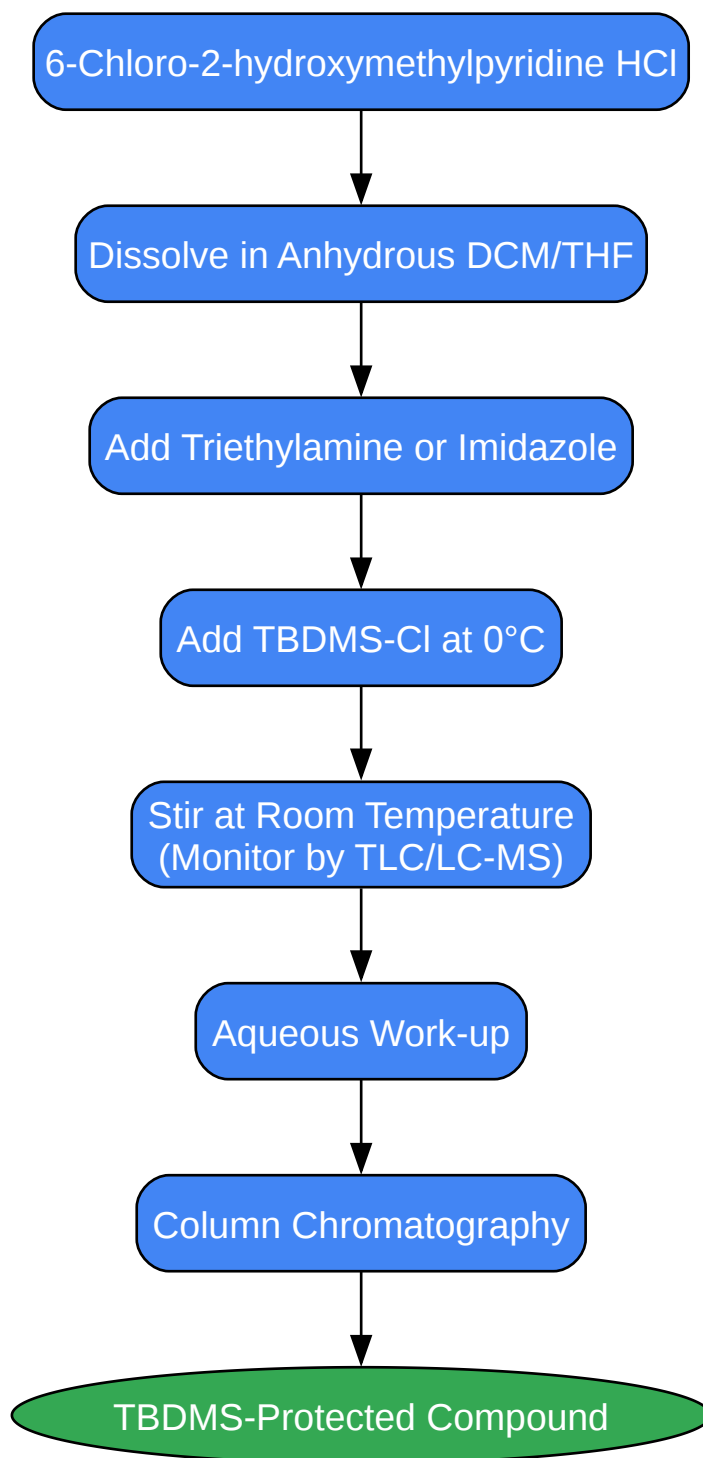 6-Chloro-2-hydroxymethylpyridine HCl
Dissolve in Anhydrous DCM/THF
Add Triethylamine or Imidazole
Add TBDMS-Cl at 0°C
Stir at Room Temperature
(Monitor by TLC/LC-MS)
Aqueous Work-up
Column Chromatography
TBDMS-Protected Compound